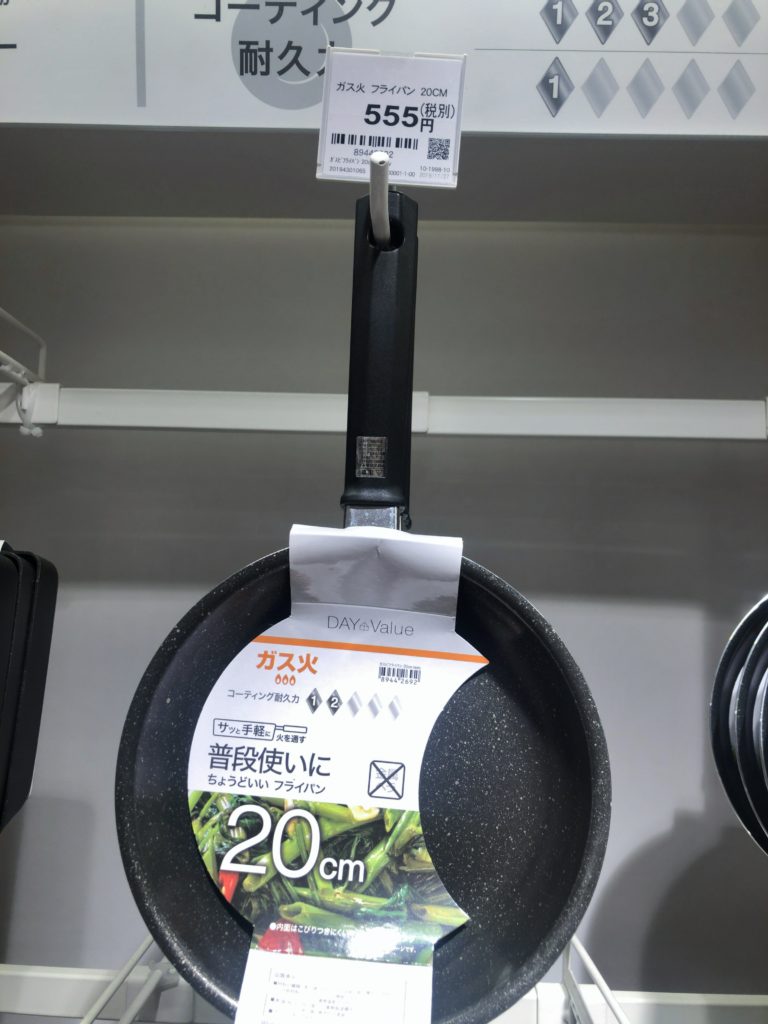 コーティング
耐久
1 2 3
1
ガス火 フライパン 20CM
555円(税別)
DAY Value
ガス火
8944 2692
コーティング耐久力 1 2
サッと手軽に 火を通す
普段使いに
ちょうどいい フライパン
20cm